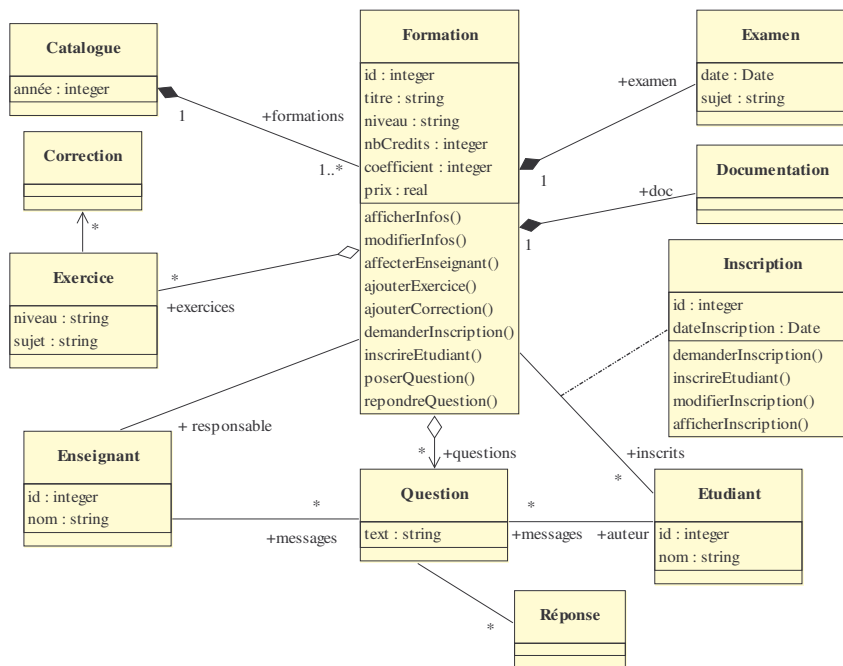 Catalogue
année : integer
1
+formations
1..*
Formation
id : integer
titre : string
niveau : string
nbCredits : integer
coefficient : integer
prix : real
afficherInfos()
modifierInfos()
affecterEnseignant()
ajouterExercice()
ajouterCorrection()
demanderInscription()
inscrireEtudiant()
poserQuestion()
repondreQuestion()
Examen
date : Date
sujet : string
+examen
1
Documentation
+doc
1
Correction
*
Exercice
niveau : string
sujet : string
*
+exercices
Inscription
id : integer
dateInscription : Date
demanderInscription()
inscrireEtudiant()
modifierInscription()
afficherInscription()
+ responsable
* +questions
+inscrits
*
Enseignant
id : integer
nom : string
*
+messages
Question
text : string
*
+messages
+auteur
Etudiant
id : integer
nom : string
*
Réponse